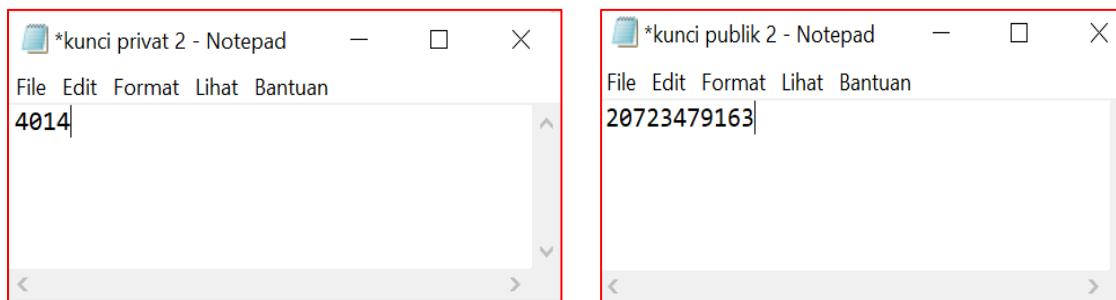 *kunci privat 2 - Notepad
File Edit Format Lihat Bantuan
4014
*kunci publik 2 - Notepad
File Edit Format Lihat Bantuan
20723479163